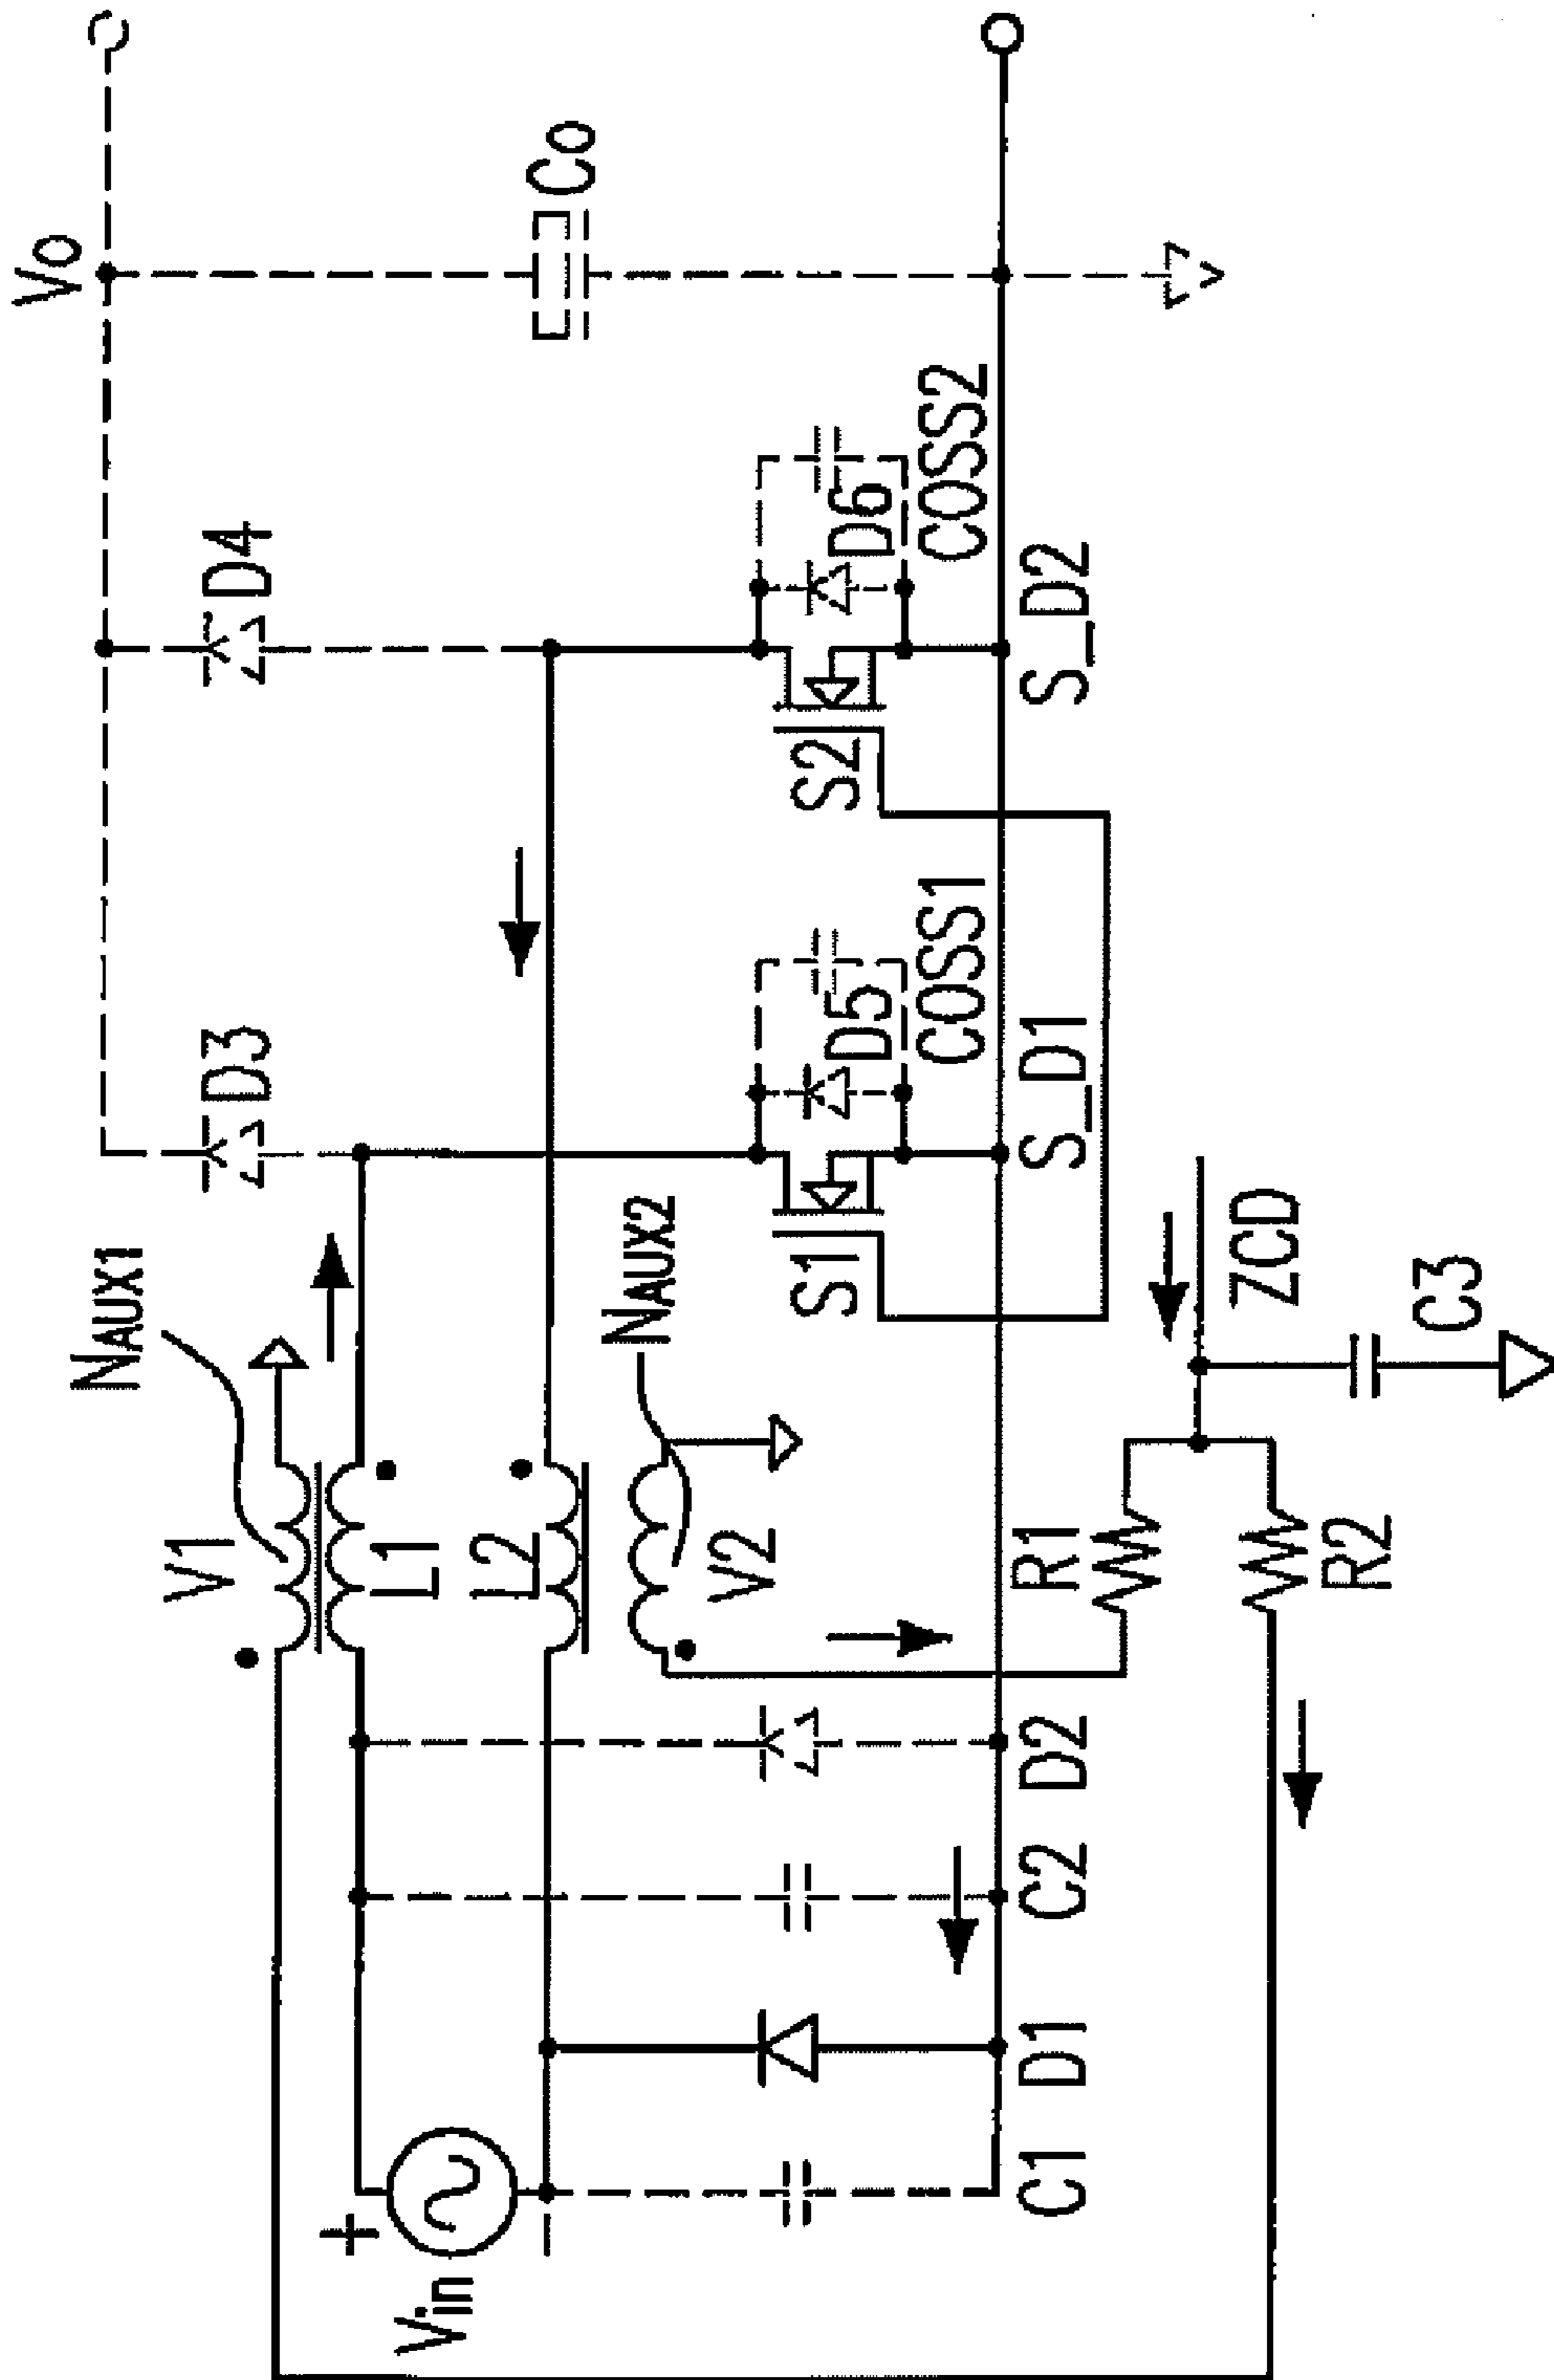 Vo
Co
D4
D3
D6
COSS2
S2
S_D2
D5
COSS1
S1
S_D1
NAUX1
V1
L1
L2
NAUX2
V2
R1
R2
ZCD
C3
+
Vin
–
C1
D1
C2
D2